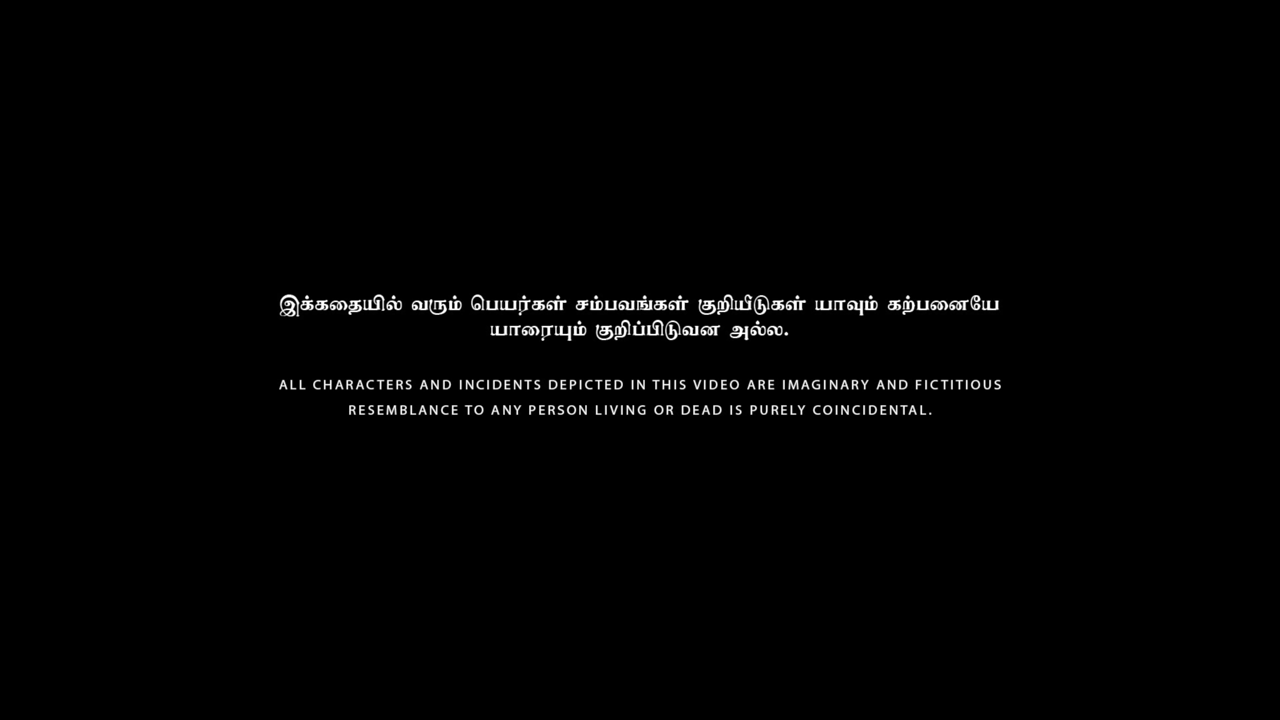 இக்கதையில் வரும் பெயர்கள் சம்பவங்கள் குறியீடுகள் யாவும் கற்பனையே
யாரையும் குறிப்பிடுவன அல்ல.
ALL CHARACTERS AND INCIDENTS DEPICTED IN THIS VIDEO ARE IMAGINARY AND FICTITIOUS
RESEMBLANCE TO ANY PERSON LIVING OR DEAD IS PURELY COINCIDENTAL.